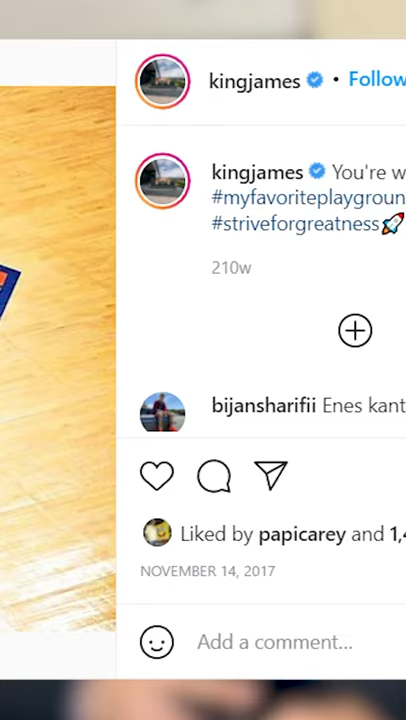 kingjames • Follow
kingjames You're w
#myfavoriteplaygroun
#striveforgreatness🚀
210w
bijansharifii Enes kant
Liked by papicarey and 1,4
NOVEMBER 14, 2017
Add a comment...